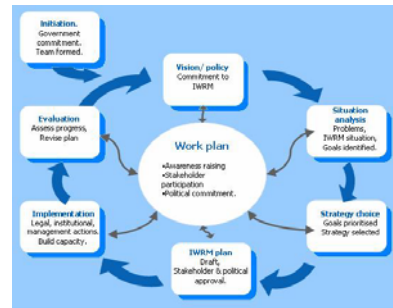 Initiation.
Government
commitment.
Team formed.
Vision/ policy
Commitment to
IWRM
Situation
analysis
Problems,
IWRM situation,
Goals identified.
Strategy choice
Goals prioritised
Strategy selected
IWRM plan
Draft,
Stakeholder & political
approval.
Implementation
Legal, institutional,
management actions.
Build capacity.
Evaluation
Assess progress,
Revise plan
Work plan
•Awareness raising
•Stakeholder
participation
•Political commitment.